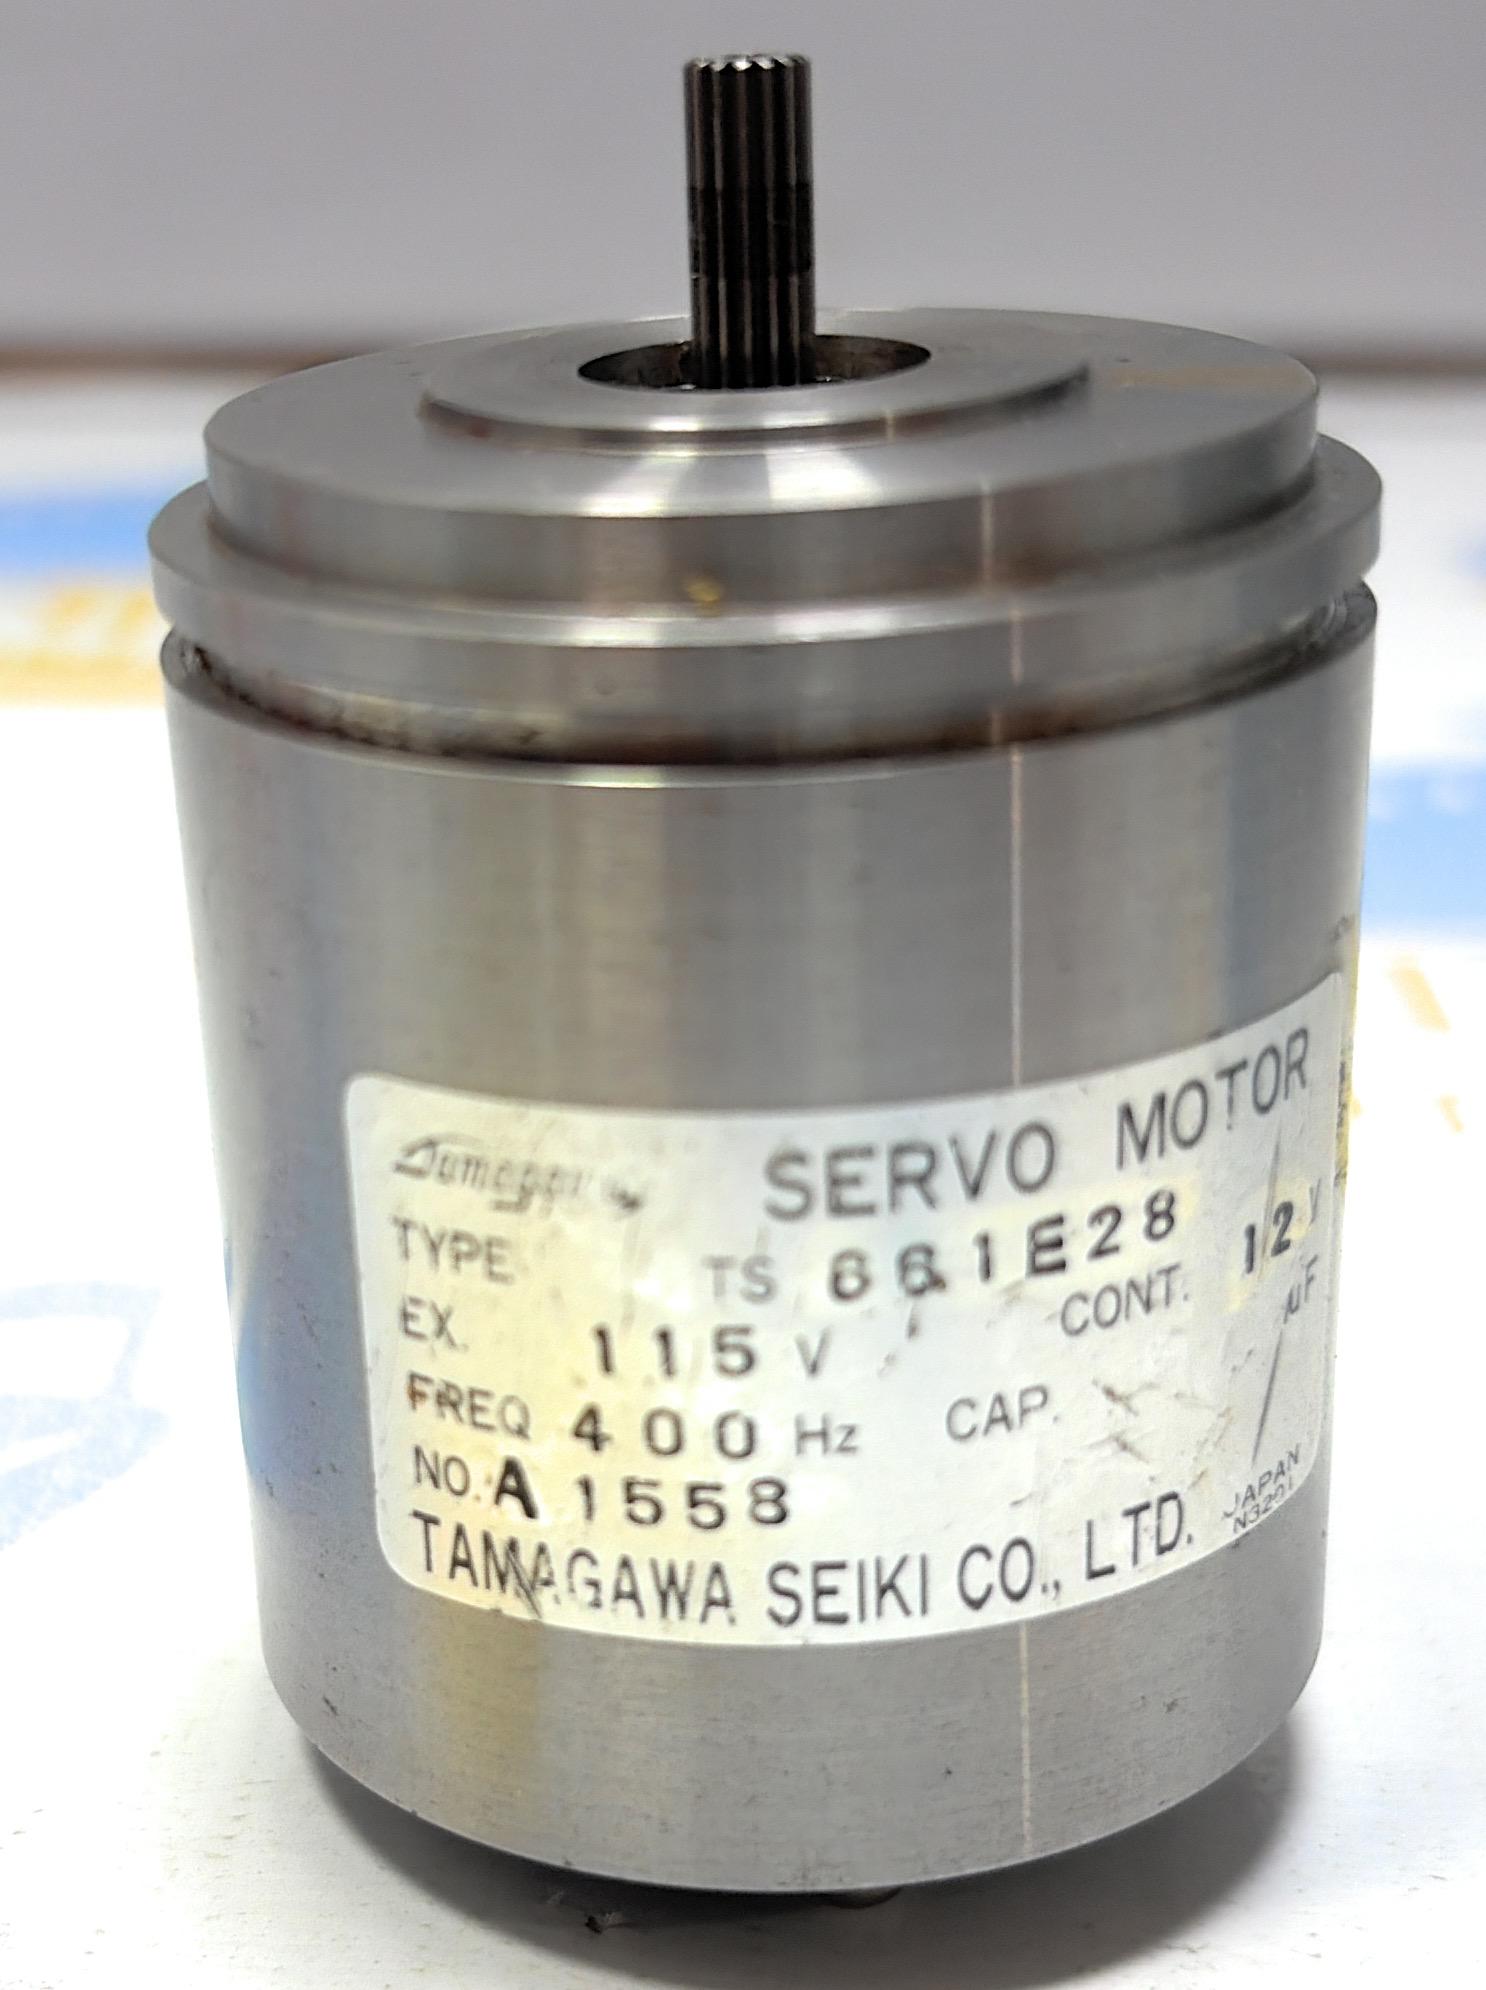 Tamagawa SERVO MOTOR
TYPE TS 661E28
EX. 115 V CONT. 12 V
FREQ 400 Hz CAP. μF
NO. A 1558
TAMAGAWA SEIKI CO., LTD.
JAPAN
N3201